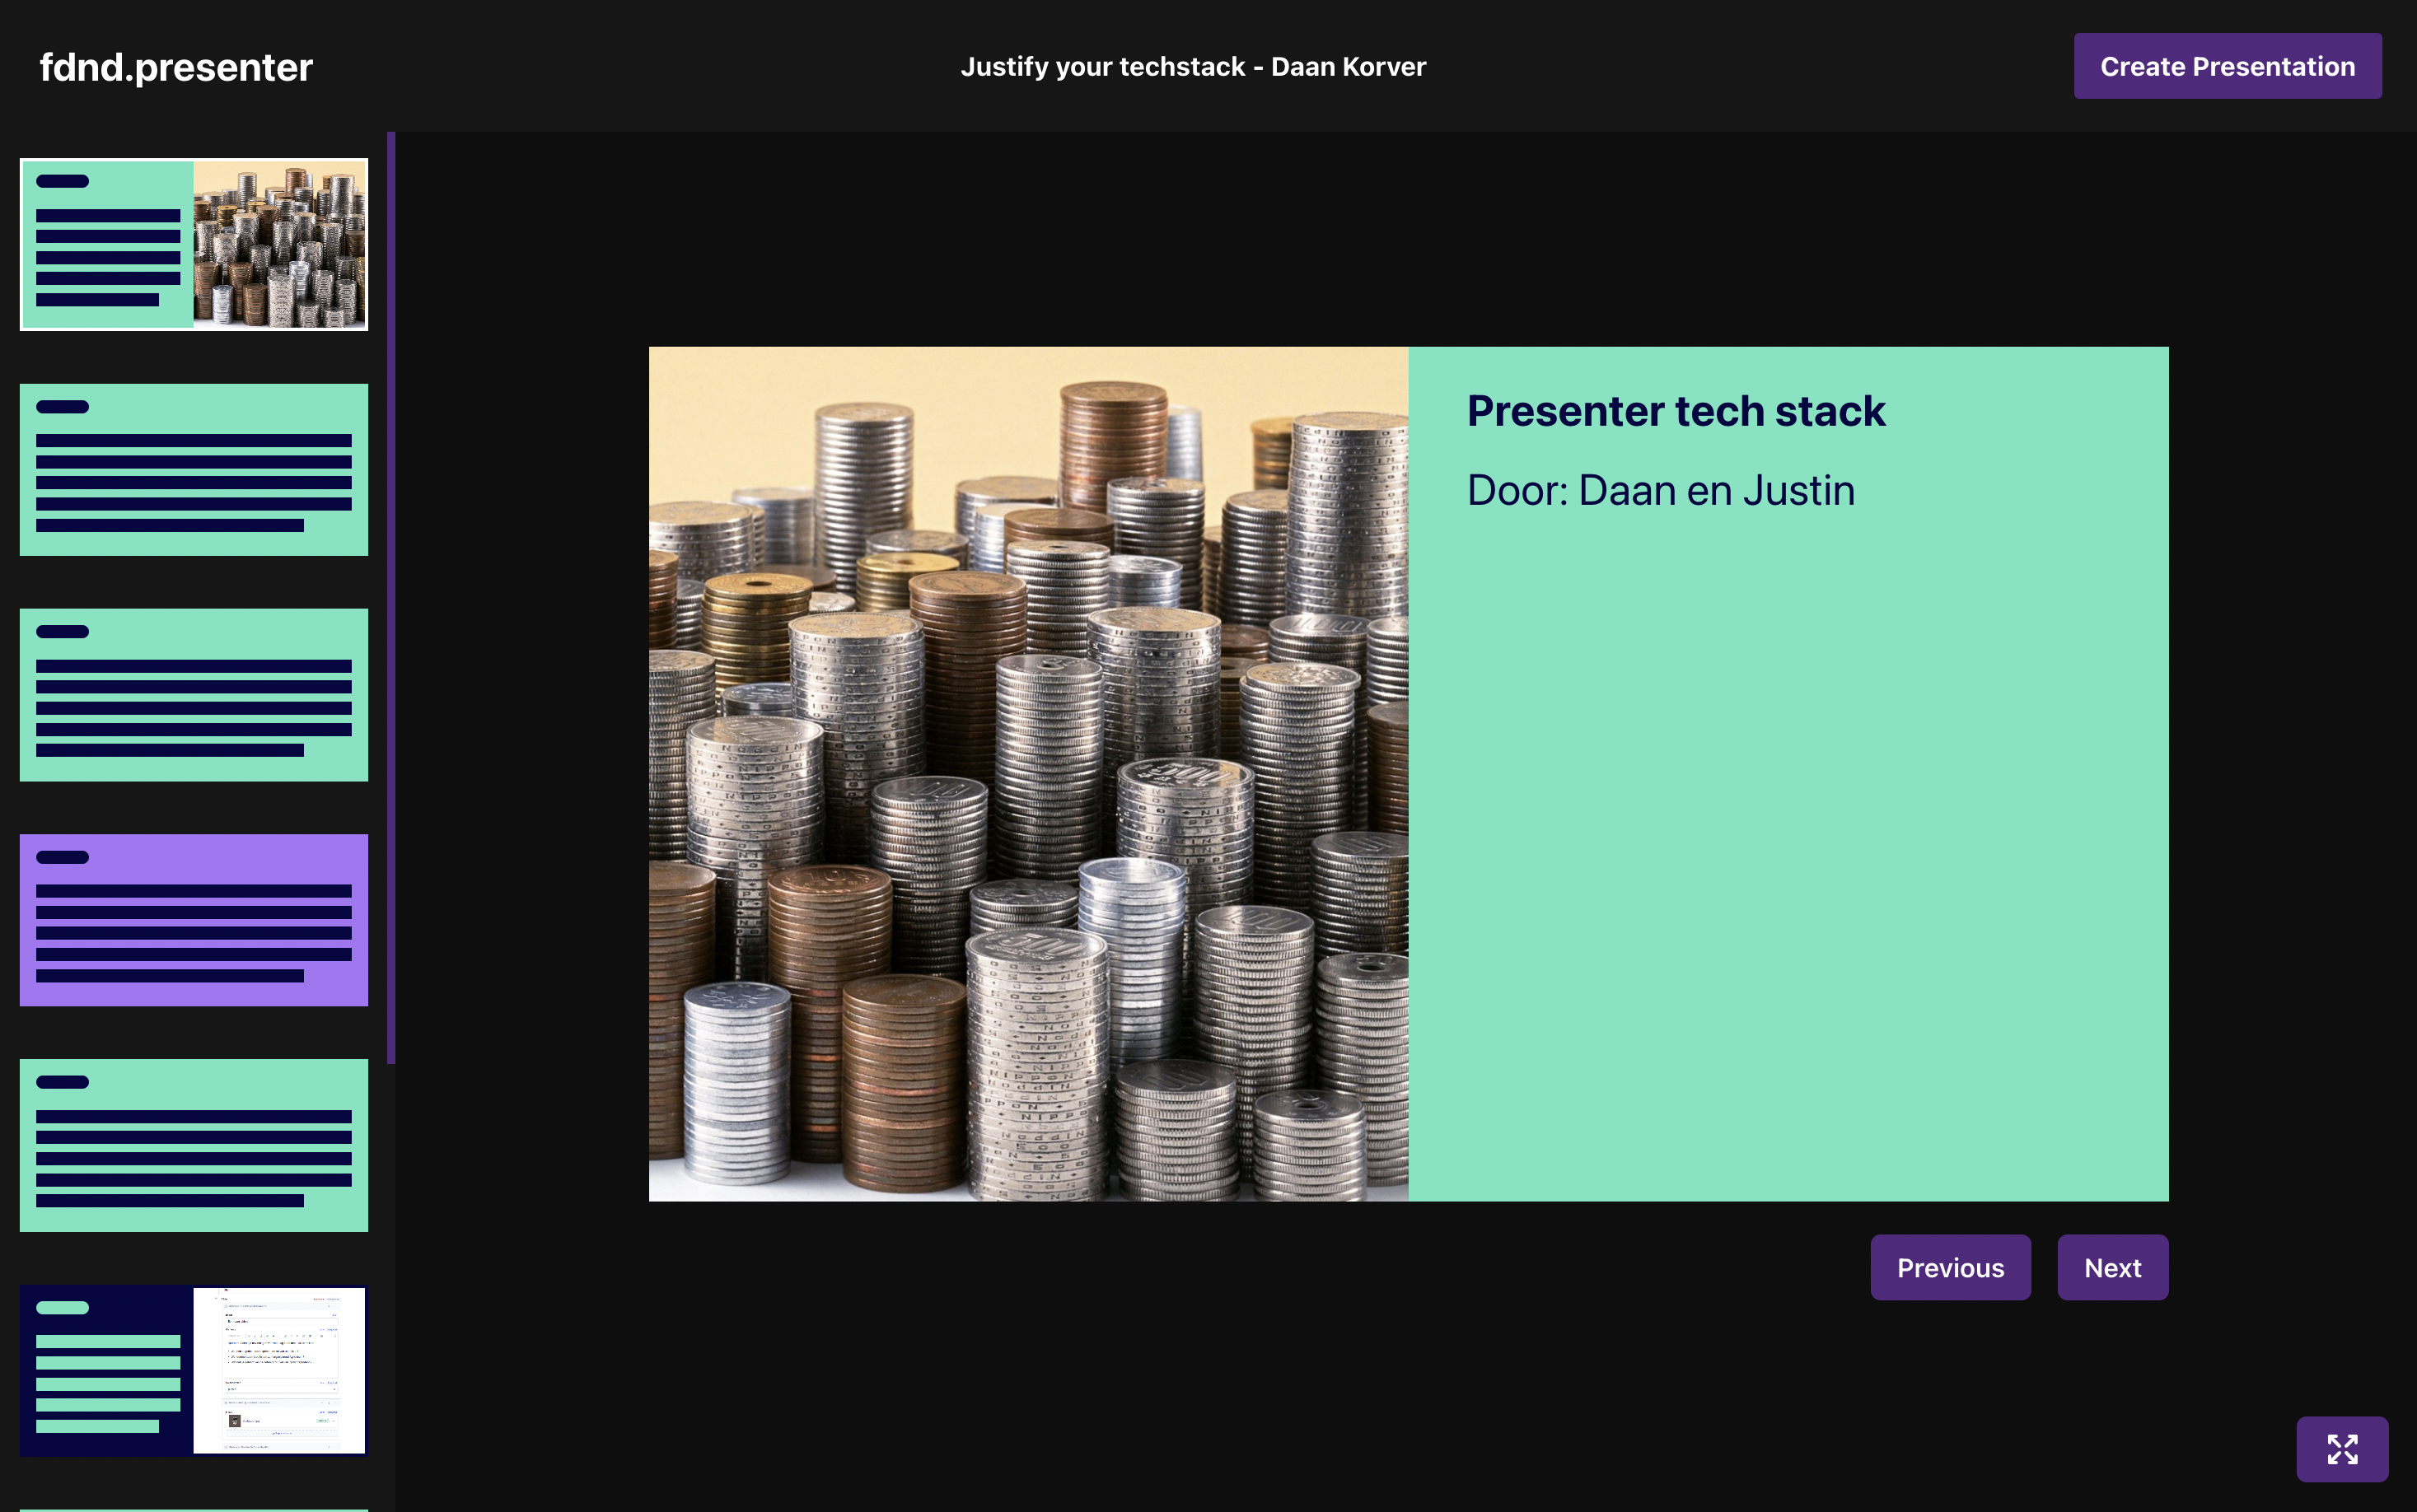 fdnd.presenter
Justify your techstack - Daan Korver
Create Presentation
Presenter tech stack
Door: Daan en Justin
Previous
Next